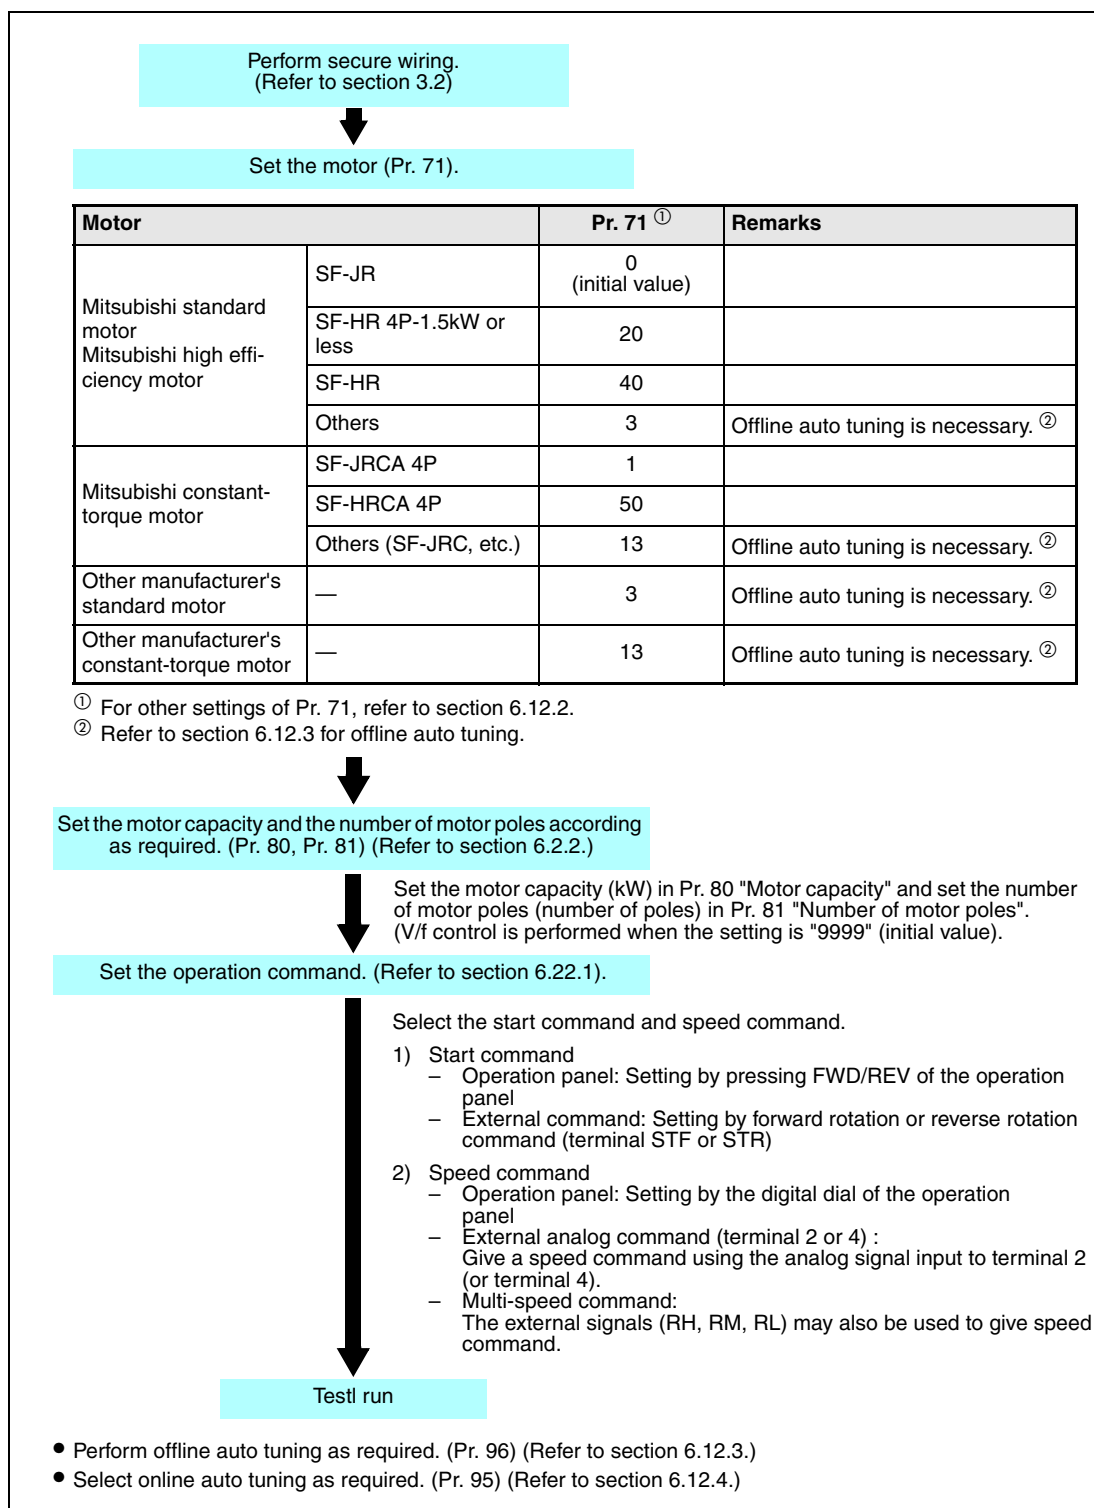 Perform secure wiring.
(Refer to section 3.2)
Set the motor (Pr. 71).
Motor Pr. 71 ① Remarks
Mitsubishi standard
motor
Mitsubishi high effi-
ciency motor
SF-JR 0
(initial value)
SF-HR 4P-1.5kW or
less 20
SF-HR 40
Others 3 Offline auto tuning is necessary. ②
Mitsubishi constant-
torque motor
SF-JRCA 4P 1
SF-HRCA 4P 50
Others (SF-JRC, etc.) 13 Offline auto tuning is necessary. ②
Other manufacturer's
standard motor — 3 Offline auto tuning is necessary. ②
Other manufacturer's
constant-torque motor — 13 Offline auto tuning is necessary. ②
① For other settings of Pr. 71, refer to section 6.12.2.
② Refer to section 6.12.3 for offline auto tuning.
Set the motor capacity and the number of motor poles according
as required. (Pr. 80, Pr. 81) (Refer to section 6.2.2.)
Set the motor capacity (kW) in Pr. 80 "Motor capacity" and set the number
of motor poles (number of poles) in Pr. 81 "Number of motor poles".
(V/f control is performed when the setting is "9999" (initial value).
Set the operation command. (Refer to section 6.22.1).
Select the start command and speed command.
1) Start command
– Operation panel: Setting by pressing FWD/REV of the operation
panel
– External command: Setting by forward rotation or reverse rotation
command (terminal STF or STR)
2) Speed command
– Operation panel: Setting by the digital dial of the operation
panel
– External analog command (terminal 2 or 4) :
Give a speed command using the analog signal input to terminal 2
(or terminal 4).
– Multi-speed command:
The external signals (RH, RM, RL) may also be used to give speed
command.
Testl run
• Perform offline auto tuning as required. (Pr. 96) (Refer to section 6.12.3.)
• Select online auto tuning as required. (Pr. 95) (Refer to section 6.12.4.)